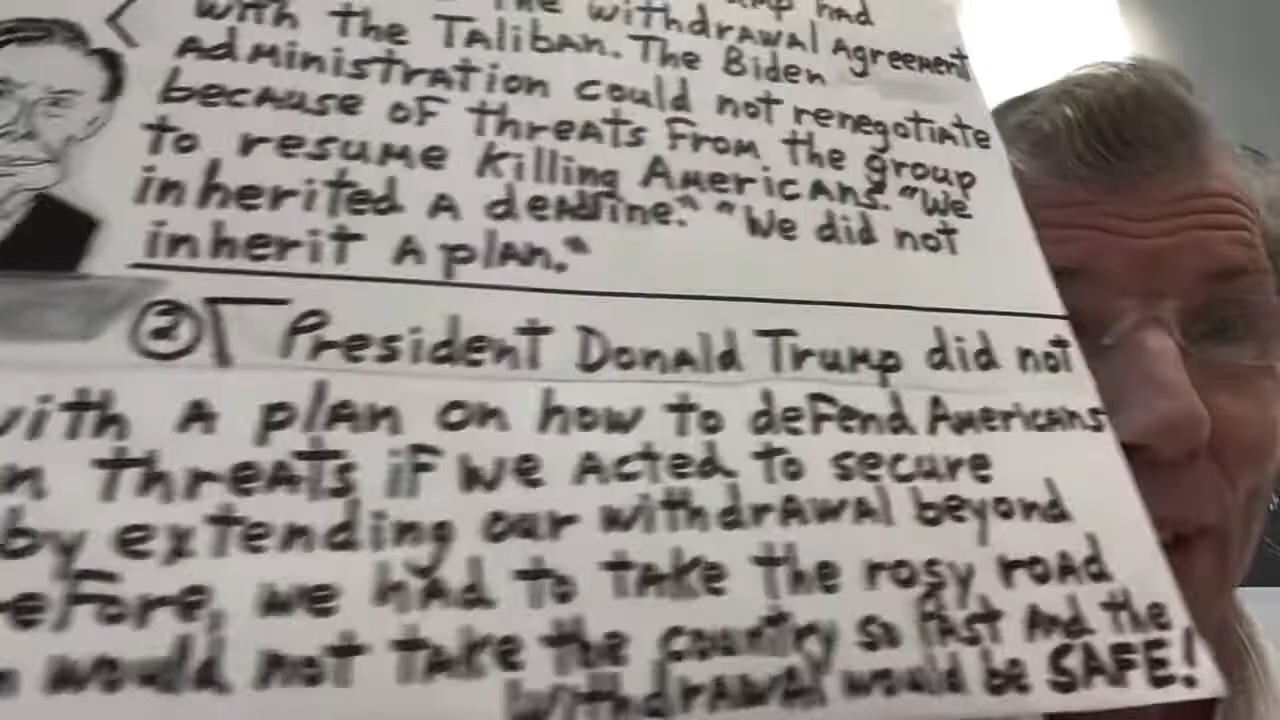 the withdrawal agreement
with the Taliban. The Biden
Administration could not renegotiate
because of threats from the group
to resume killing Americans. "We
inherited a deadline." "We did not
inherit a plan."
② President Donald Trump did not
with a plan on how to defend Americans
threats if we acted to secure
by extending our withdrawal beyond
we had to take the rosy road
would not take the country so fast and the
withdrawal would be SAFE!